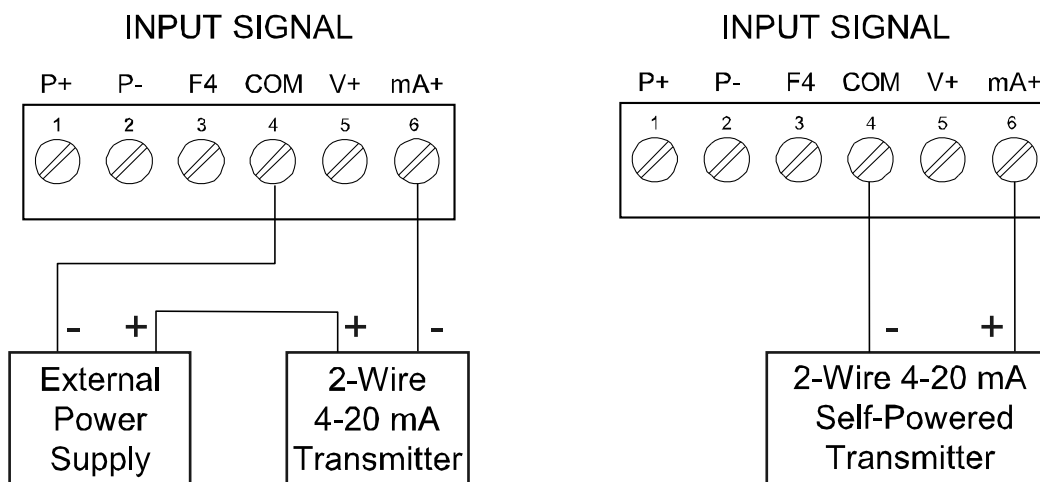 INPUT SIGNAL
P+ P- F4 COM V+ mA+
1 2 3 4 5 6
- + + -
External
Power
Supply
2-Wire
4-20 mA
Transmitter
INPUT SIGNAL
P+ P- F4 COM V+ mA+
1 2 3 4 5 6
- +
2-Wire 4-20 mA
Self-Powered
Transmitter